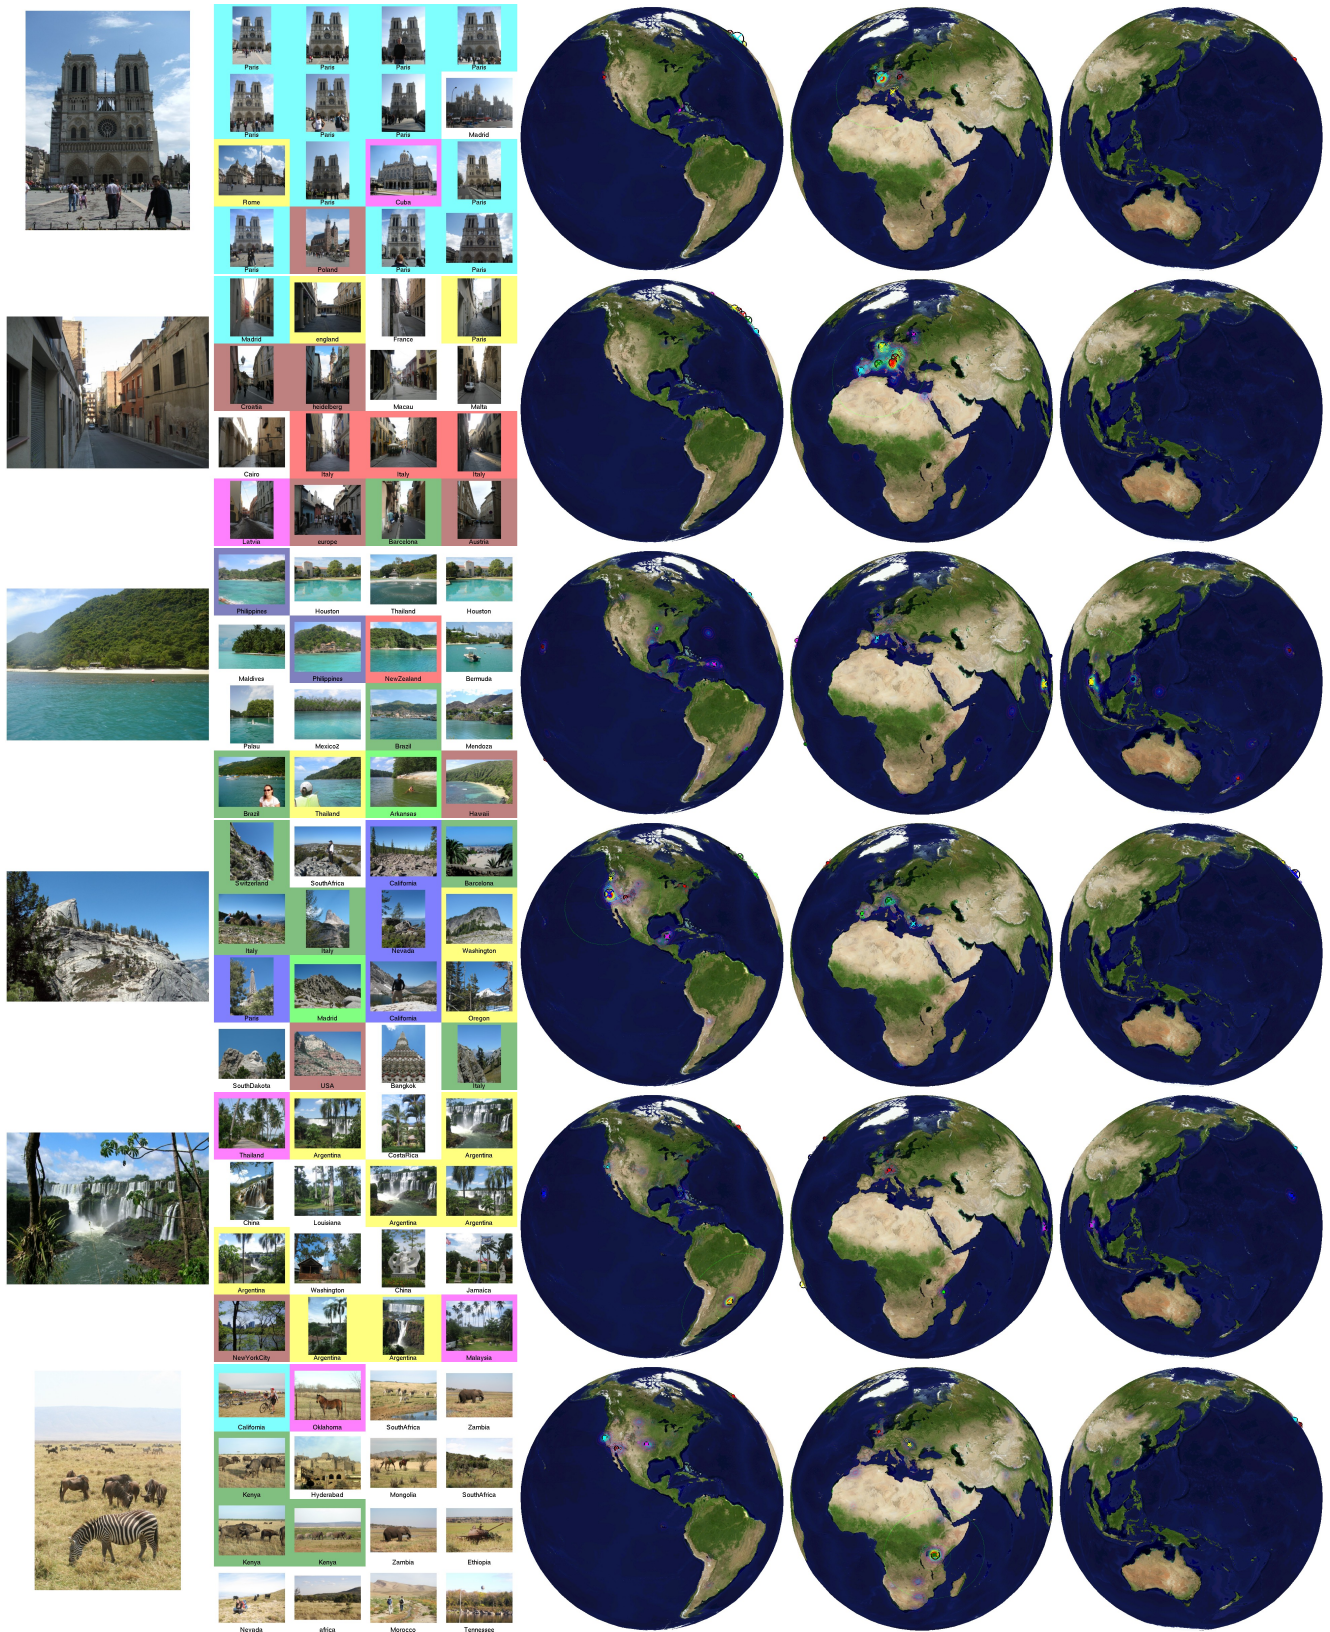 Paris Paris Paris Paris
Paris Paris Paris Madrid
Rome Paris Cuba Paris
Paris Poland Paris Paris
Madrid england France Paris
Croatia heidelberg Macau Malta
Cairo Italy Italy Italy
Latvia europe Barcelona Austria
Philippines Houston Thailand Houston
Maldives Philippines NewZealand Bermuda
Palau Mexico2 Brazil Mendoza
Brazil Thailand Arkansas Hawaii
Switzerland SouthAfrica California Barcelona
Italy Italy Nevada Washington
Paris Madrid California Oregon
SouthDakota USA Bangkok Italy
Thailand Argentina CostaRica Argentina
China Louisiana Argentina Argentina
Argentina Washington China Jamaica
NewYorkCity Argentina Argentina Malaysia
California Oklahoma SouthAfrica Zambia
Kenya Hyderabad Mongolia SouthAfrica
Kenya Kenya Zambia Ethiopia
Nevada africa Morocco Tennessee